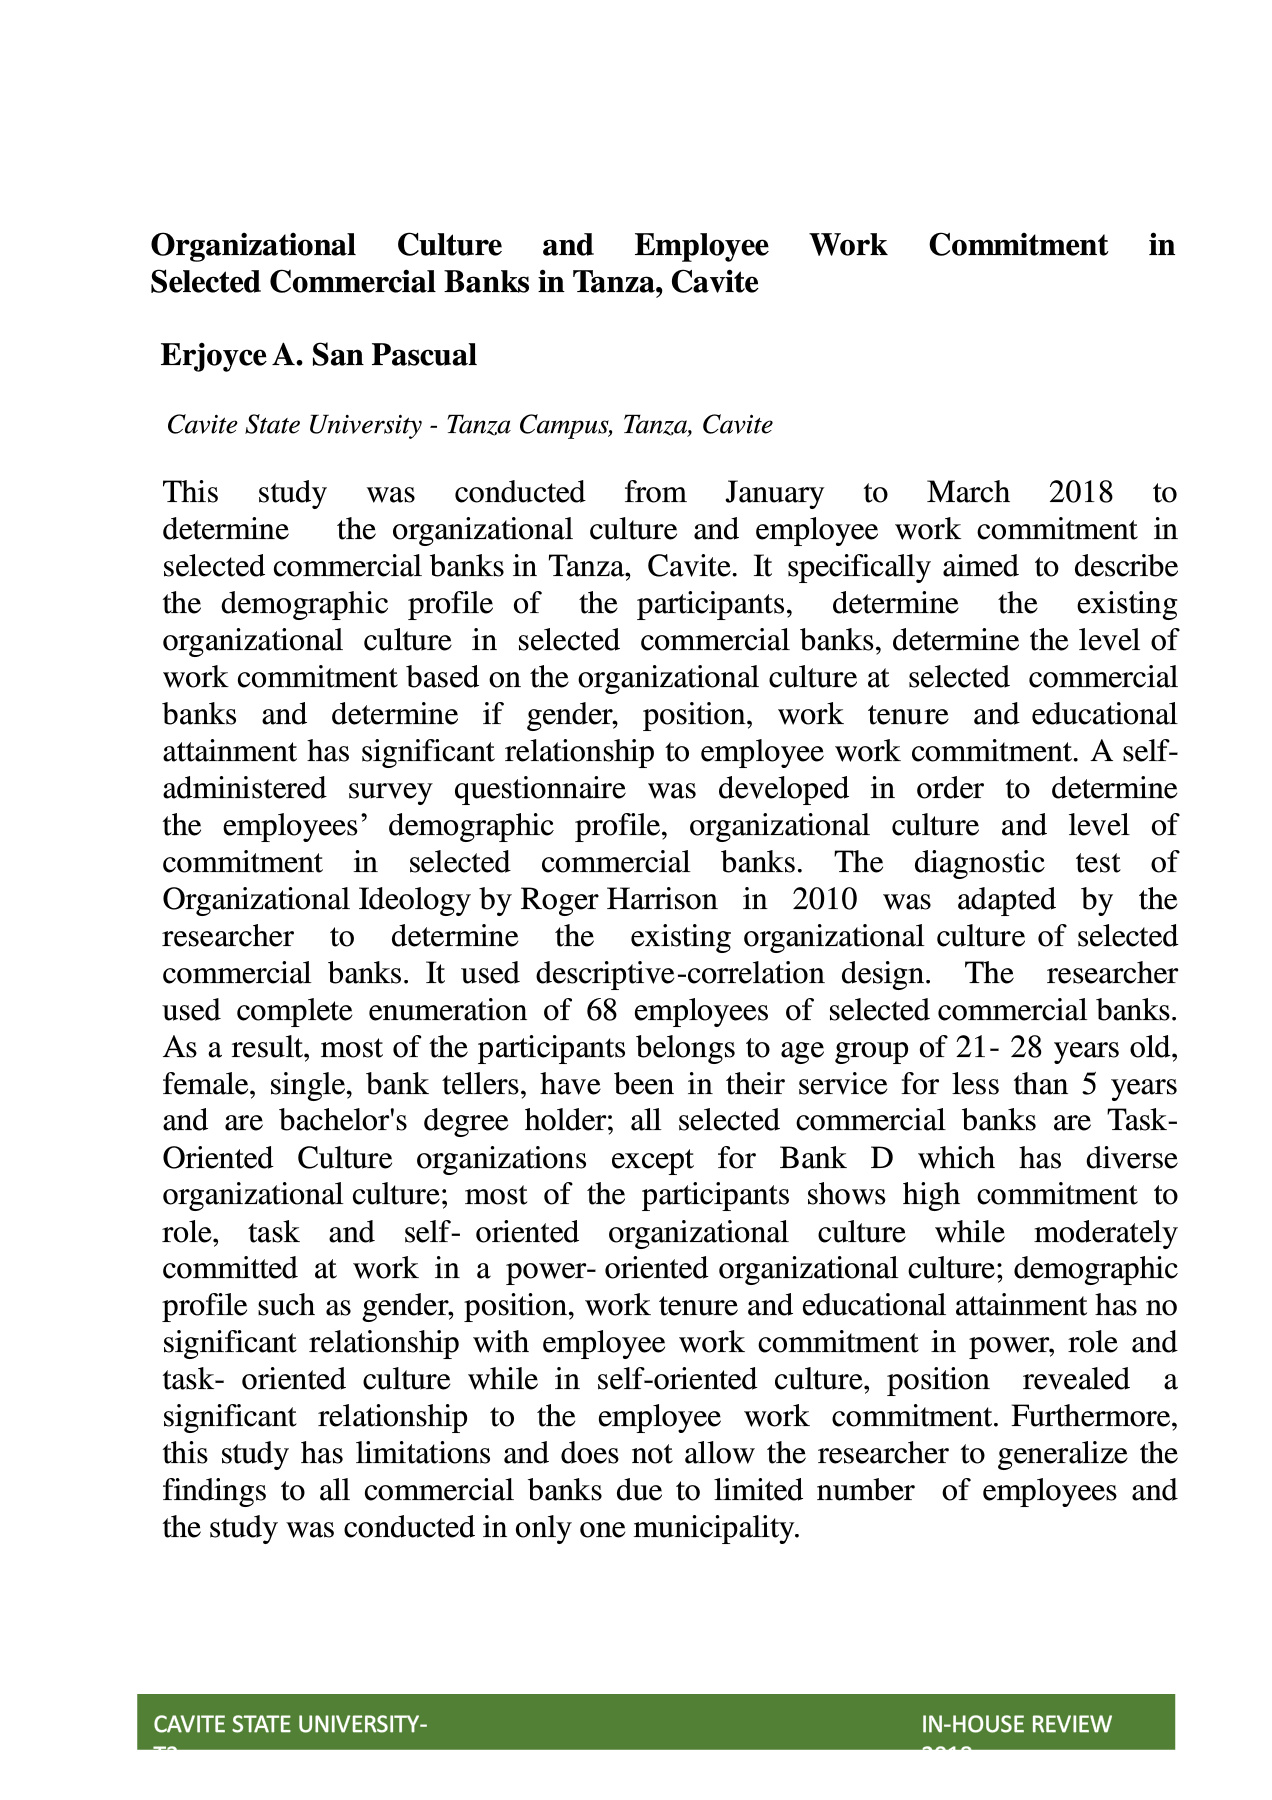 Organizational Culture and Employee Work Commitment in
Selected Commercial Banks in Tanza, Cavite
Erjoyce A. San Pascual
Cavite State University - Tanza Campus, Tanza, Cavite
This study was conducted from January to March 2018 to
determine the organizational culture and employee work commitment in
selected commercial banks in Tanza, Cavite. It specifically aimed to describe
the demographic profile of the participants, determine the existing
organizational culture in selected commercial banks, determine the level of
work commitment based on the organizational culture at selected commercial
banks and determine if gender, position, work tenure and educational
attainment has significant relationship to employee work commitment. A self-
administered survey questionnaire was developed in order to determine
the employees’ demographic profile, organizational culture and level of
commitment in selected commercial banks. The diagnostic test of
Organizational Ideology by Roger Harrison in 2010 was adapted by the
researcher to determine the existing organizational culture of selected
commercial banks. It used descriptive-correlation design. The researcher
used complete enumeration of 68 employees of selected commercial banks.
As a result, most of the participants belongs to age group of 21- 28 years old,
female, single, bank tellers, have been in their service for less than 5 years
and are bachelor's degree holder; all selected commercial banks are Task-
Oriented Culture organizations except for Bank D which has diverse
organizational culture; most of the participants shows high commitment to
role, task and self- oriented organizational culture while moderately
committed at work in a power- oriented organizational culture; demographic
profile such as gender, position, work tenure and educational attainment has no
significant relationship with employee work commitment in power, role and
task- oriented culture while in self-oriented culture, position revealed a
significant relationship to the employee work commitment. Furthermore,
this study has limitations and does not allow the researcher to generalize the
findings to all commercial banks due to limited number of employees and
the study was conducted in only one municipality.
CAVITE STATE UNIVERSITY-
IN-HOUSE REVIEW